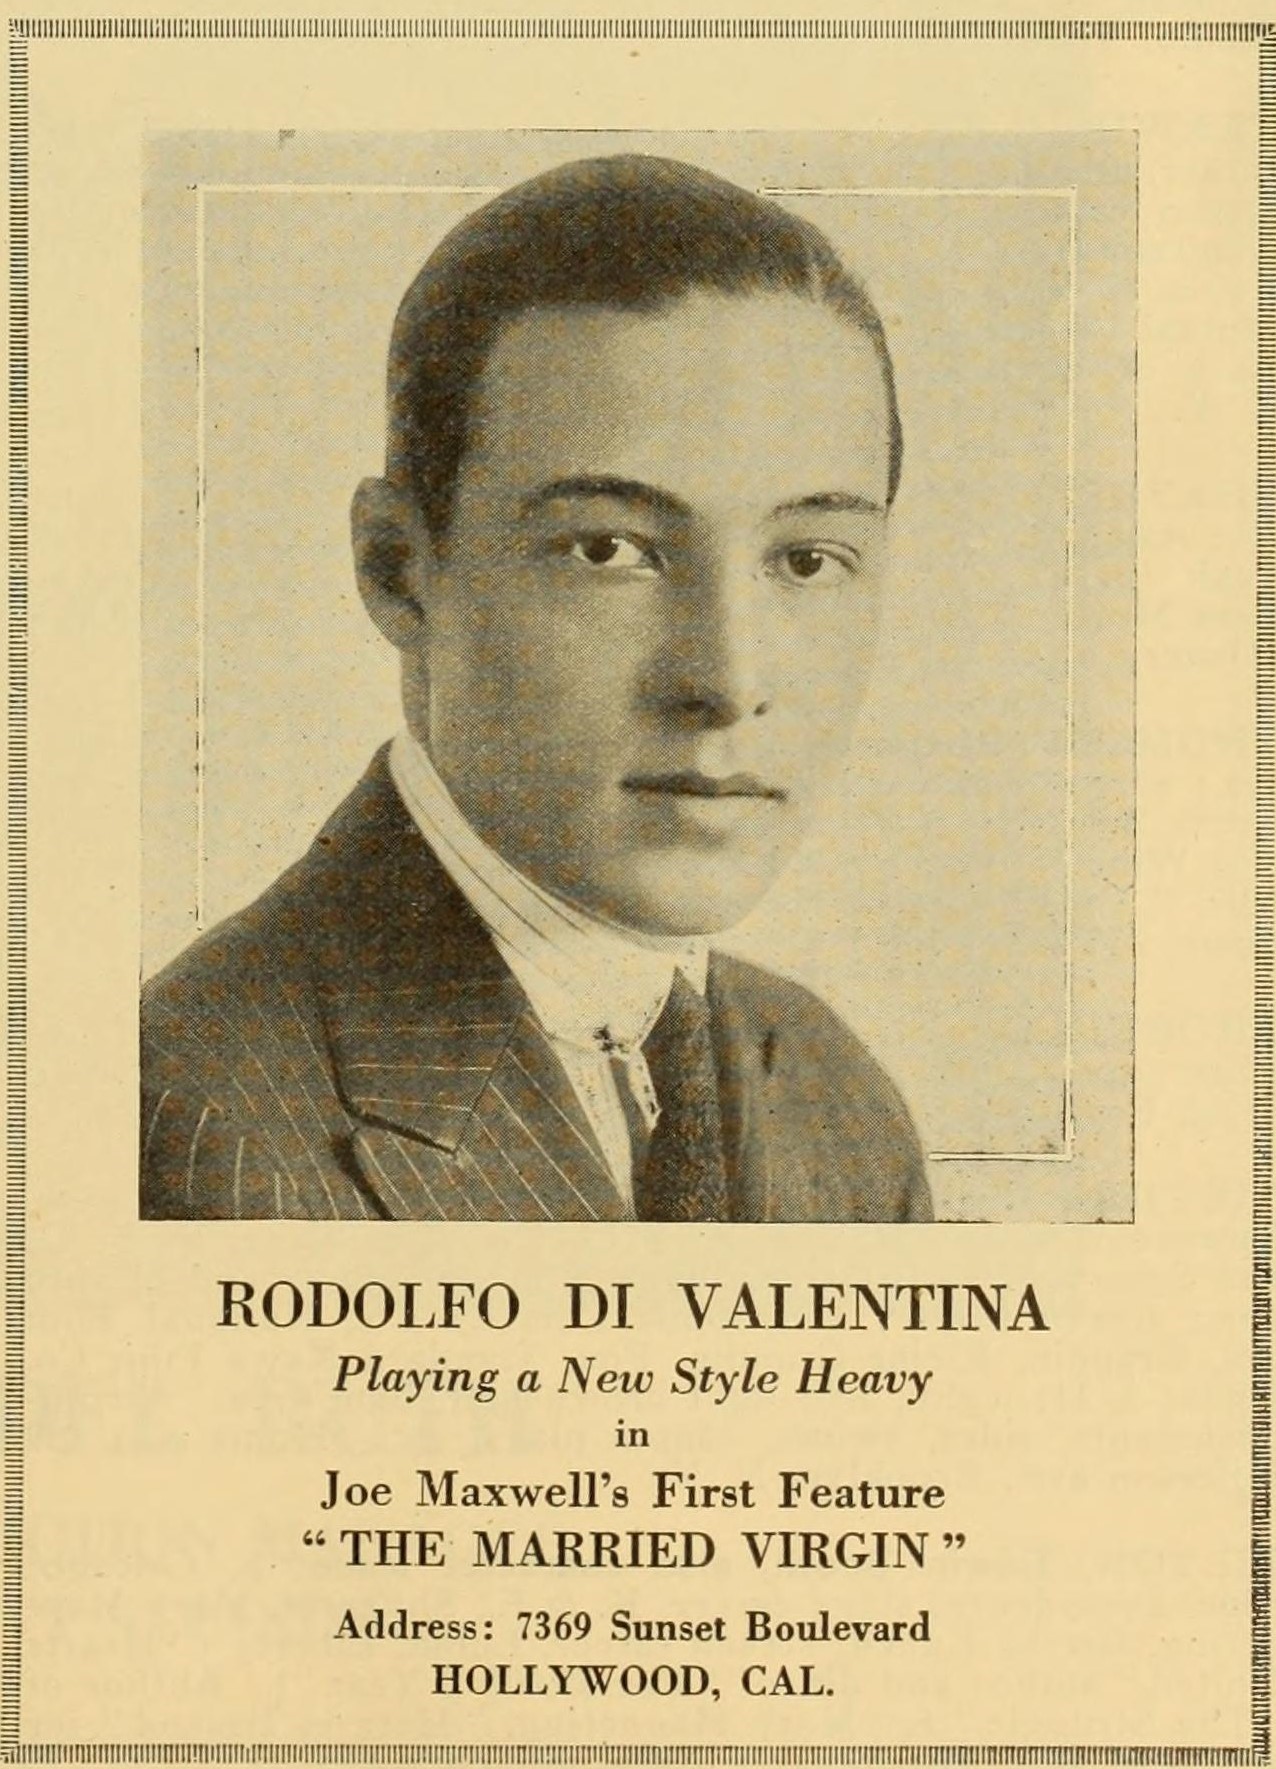 RODOLFO DI VALENTINA
Playing a New Style Heavy
in
Joe Maxwell's First Feature
“THE MARRIED VIRGIN”
Address: 7369 Sunset Boulevard
HOLLYWOOD, CAL.